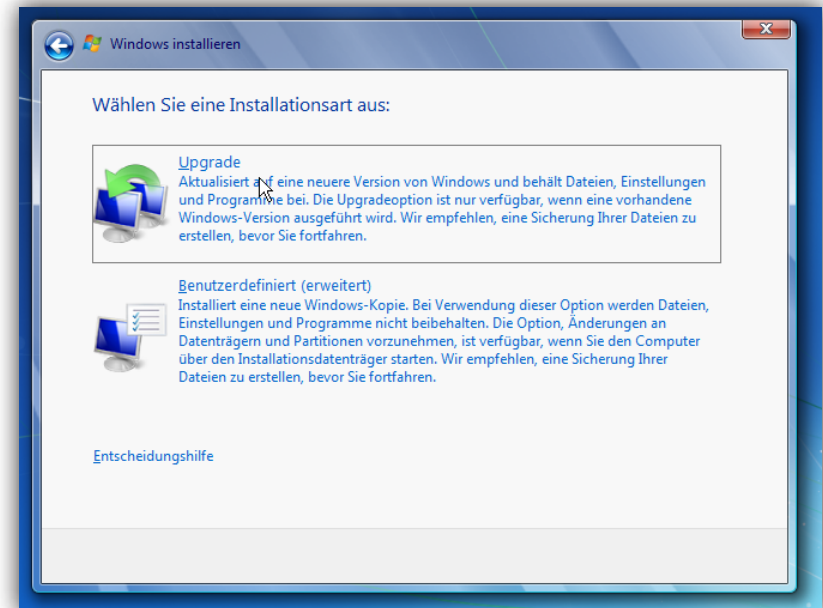 Windows installieren
Wählen Sie eine Installationsart aus:
Upgrade
Aktualisiert auf eine neuere Version von Windows und behält Dateien, Einstellungen
und Programme bei. Die Upgradeoption ist nur verfügbar, wenn eine vorhandene
Windows-Version ausgeführt wird. Wir empfehlen, eine Sicherung Ihrer Dateien zu
erstellen, bevor Sie fortfahren.
Benutzerdefiniert (erweitert)
Installiert eine neue Windows-Kopie. Bei Verwendung dieser Option werden Dateien,
Einstellungen und Programme nicht beibehalten. Die Option, Änderungen an
Datenträgern und Partitionen vorzunehmen, ist verfügbar, wenn Sie den Computer
über den Installationsdatenträger starten. Wir empfehlen, eine Sicherung Ihrer
Dateien zu erstellen, bevor Sie fortfahren.
Entscheidungshilfe